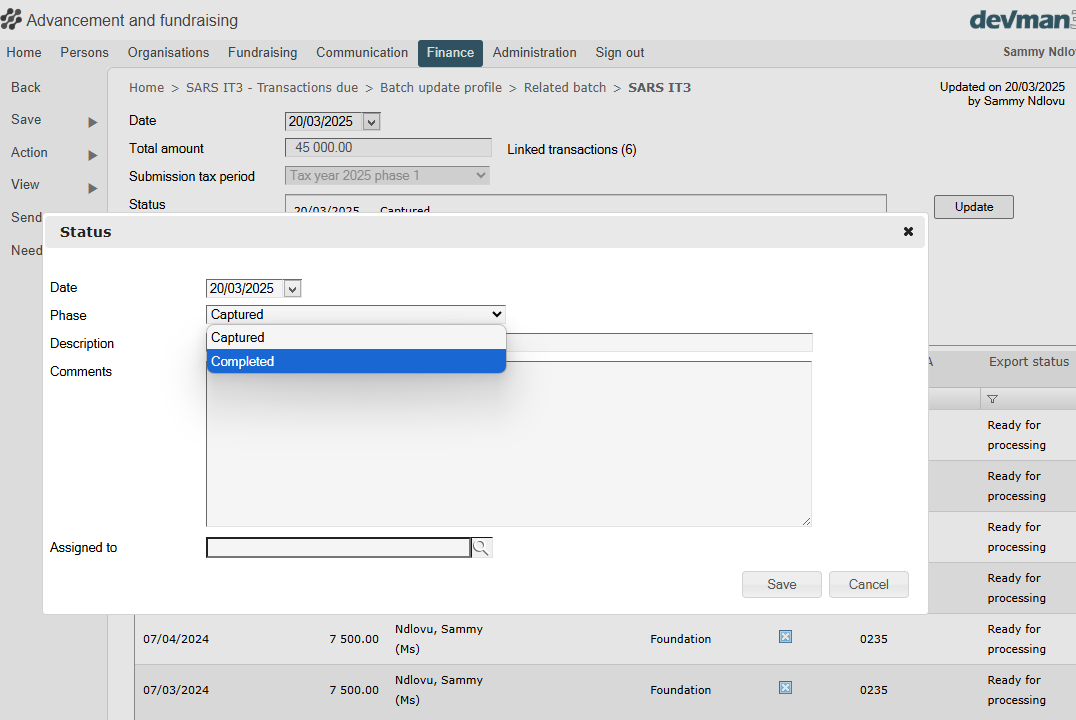 Advancement and fundraising
devman
Home Persons Organisations Fundraising Communication Finance Administration Sign out
Sammy Ndlo
Back
Save
Action
View
Send
Need
Home > SARS IT3 - Transactions due > Batch update profile > Related batch > SARS IT3
Updated on 20/03/2025
by Sammy Ndlovu
Date 20/03/2025
Total amount 45 000.00 Linked transactions (6)
Submission tax period Tax year 2025 phase 1
Status 20/03/2025 Captured
Update
Status
Date 20/03/2025
Phase Captured
Captured
Completed
Description
Comments
Assigned to
Save Cancel
A Export status
Ready for
processing
Ready for
processing
Ready for
processing
Ready for
processing
07/04/2024 7 500.00 Ndlovu, Sammy
(Ms) Foundation 0235 Ready for
processing
07/03/2024 7 500.00 Ndlovu, Sammy
(Ms) Foundation 0235 Ready for
processing